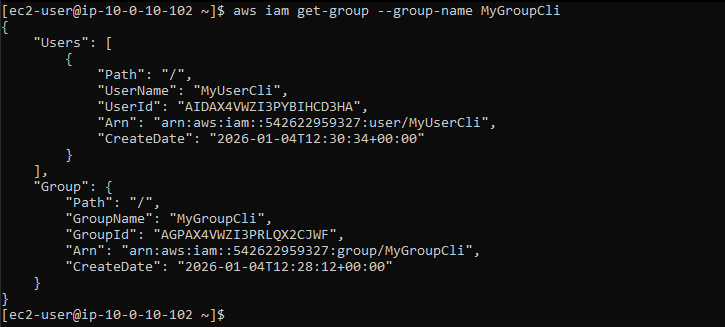 [ec2-user@ip-10-0-10-102 ~]$ aws iam get-group --group-name MyGroupCli
{
    "Users": [
        {
            "Path": "/",
            "UserName": "MyUserCli",
            "UserId": "AIDAX4VWZI3PYBIHCD3HA",
            "Arn": "arn:aws:iam::542622959327:user/MyUserCli",
            "CreateDate": "2026-01-04T12:30:34+00:00"
        }
    ],
    "Group": {
        "Path": "/",
        "GroupName": "MyGroupCli",
        "GroupId": "AGPAX4VWZI3PRLQX2CJWF",
        "Arn": "arn:aws:iam::542622959327:group/MyGroupCli",
        "CreateDate": "2026-01-04T12:28:12+00:00"
    }
}
[ec2-user@ip-10-0-10-102 ~]$